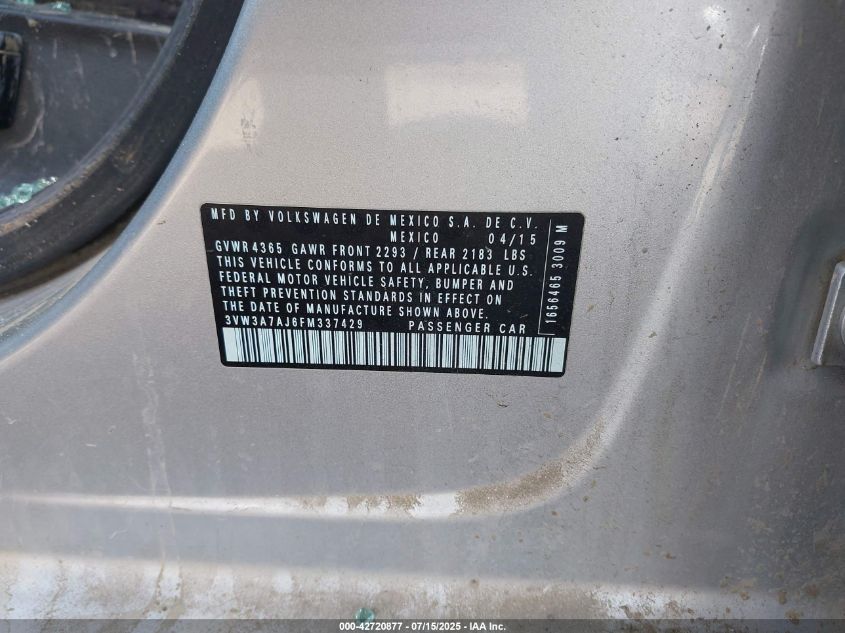 MFD BY VOLKSWAGEN DE MEXICO S.A. DE C.V.
MEXICO 04/15
GVWR 4365 GAWR FRONT 2293 / REAR 2183 LBS
THIS VEHICLE CONFORMS TO ALL APPLICABLE U.S.
FEDERAL MOTOR VEHICLE SAFETY, BUMPER AND
THEFT PREVENTION STANDARDS IN EFFECT ON
THE DATE OF MANUFACTURE SHOWN ABOVE.
3VW3A7AJ6FM337429 PASSENGER CAR
1656465 3009 M
000-42720877 - 07/15/2025 - IAA Inc.